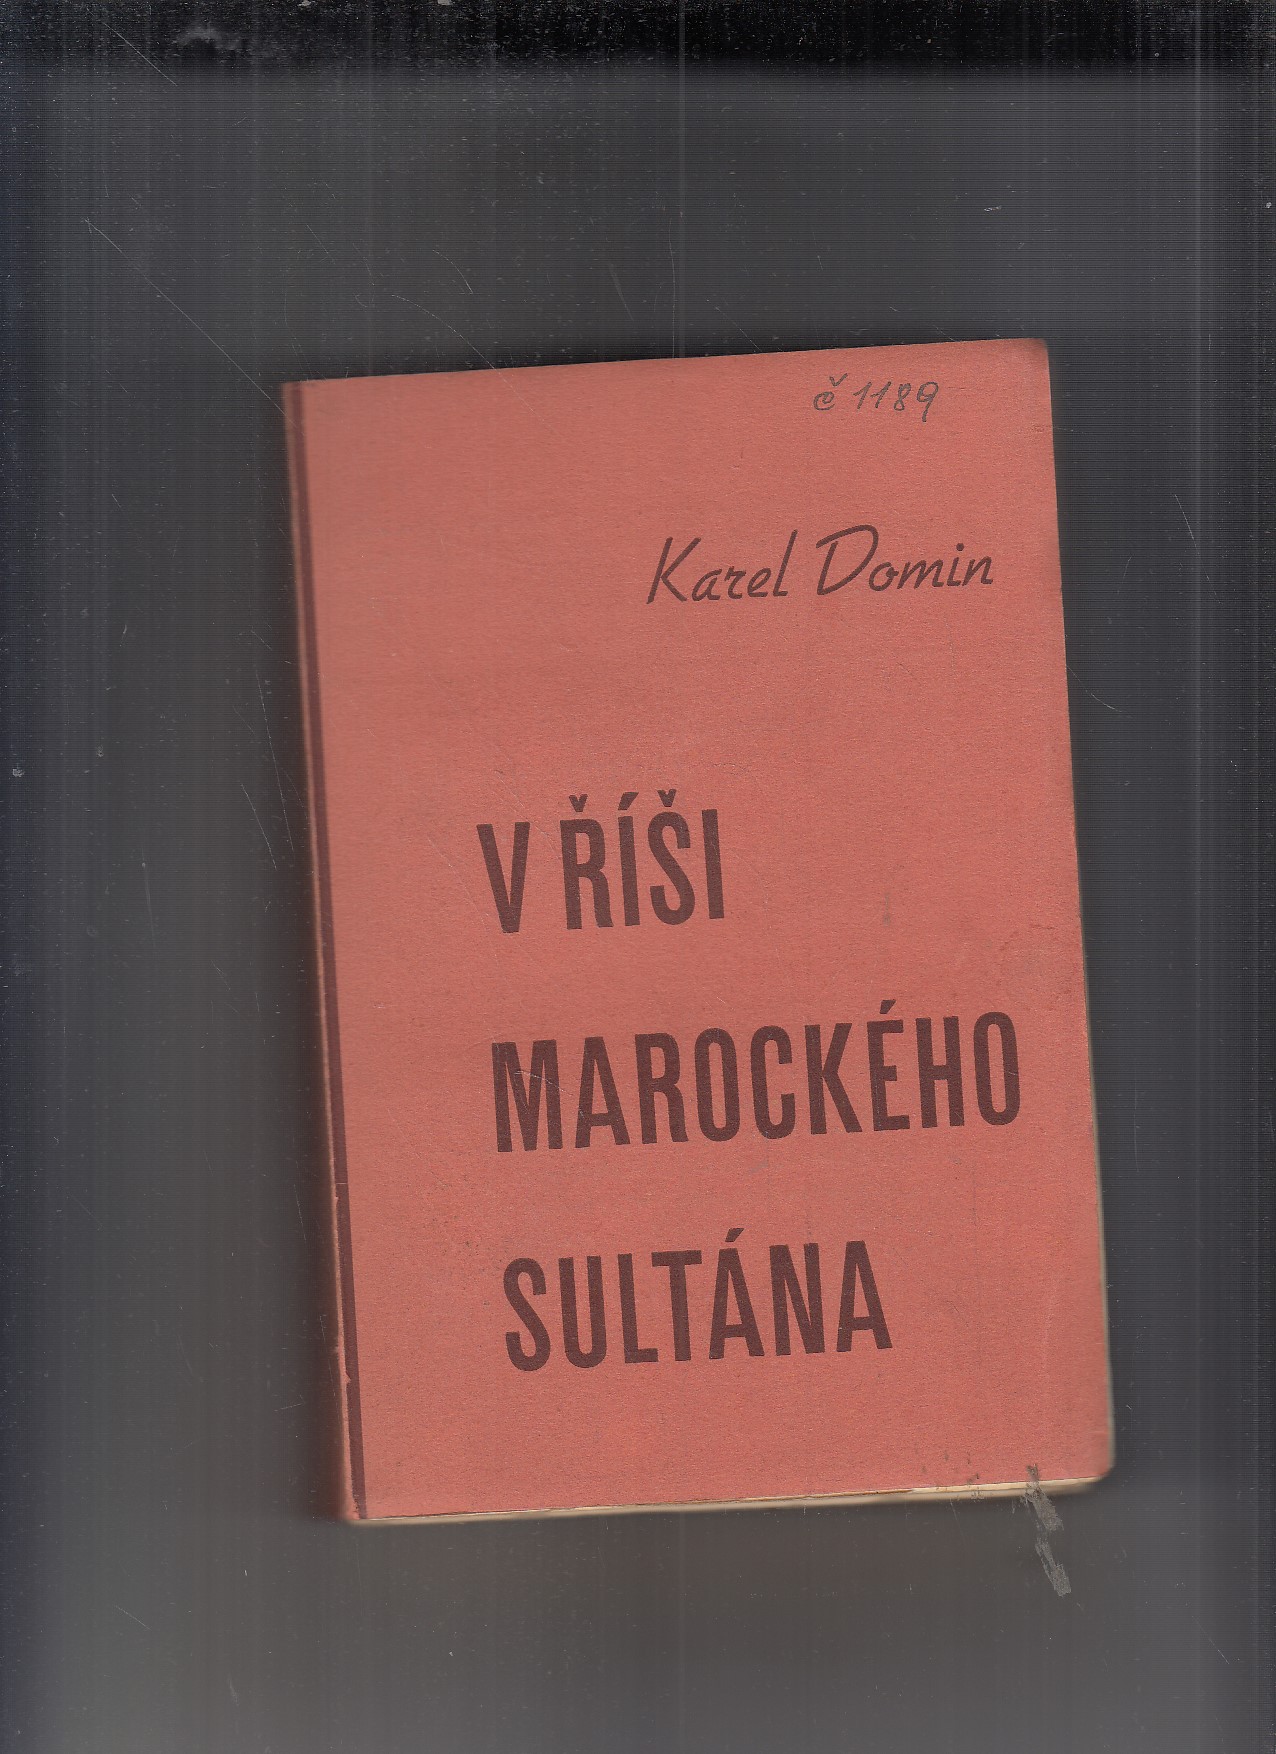 č 1189
Karel Domin
V ŘÍŠI
MAROCKÉHO
SULTÁNA